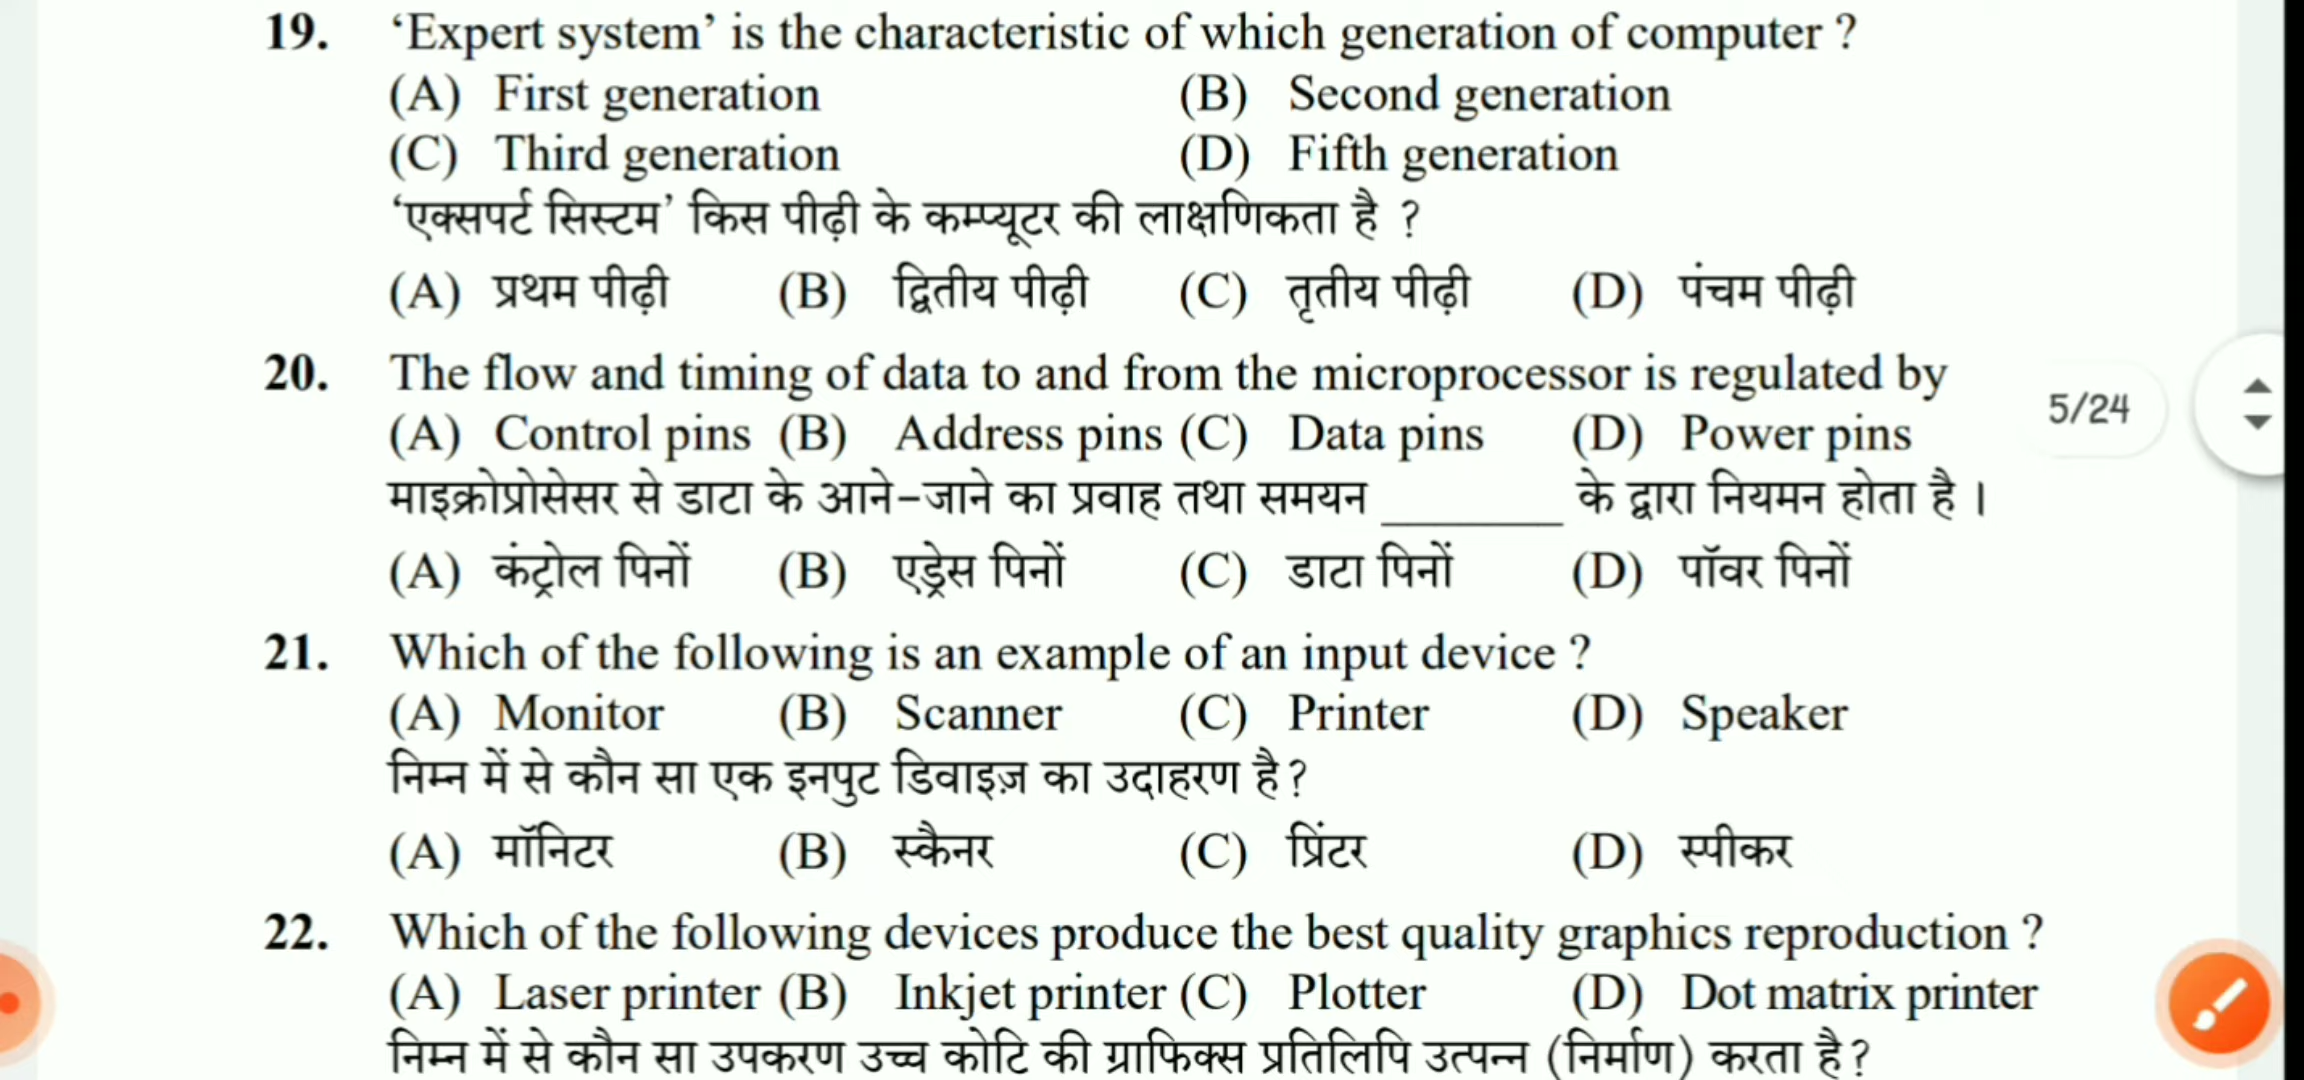 19. ‘Expert system’ is the characteristic of which generation of computer ?
(A) First generation (B) Second generation
(C) Third generation (D) Fifth generation
‘एक्सपर्ट सिस्टम’ किस पीढ़ी के कम्प्यूटर की लाक्षणिकता है ?
(A) प्रथम पीढ़ी (B) द्वितीय पीढ़ी (C) तृतीय पीढ़ी (D) पंचम पीढ़ी
20. The flow and timing of data to and from the microprocessor is regulated by
(A) Control pins (B) Address pins (C) Data pins (D) Power pins
5/24
माइक्रोप्रोसेसर से डाटा के आने-जाने का प्रवाह तथा समयन _______ के द्वारा नियमन होता है ।
(A) कंट्रोल पिनों (B) एड्रेस पिनों (C) डाटा पिनों (D) पॉवर पिनों
21. Which of the following is an example of an input device ?
(A) Monitor (B) Scanner (C) Printer (D) Speaker
निम्न में से कौन सा एक इनपुट डिवाइज़ का उदाहरण है?
(A) मॉनिटर (B) स्कैनर (C) प्रिंटर (D) स्पीकर
22. Which of the following devices produce the best quality graphics reproduction ?
(A) Laser printer (B) Inkjet printer (C) Plotter (D) Dot matrix printer
निम्न में से कौन सा उपकरण उच्च कोटि की ग्राफिक्स प्रतिलिपि उत्पन्न (निर्माण) करता है?